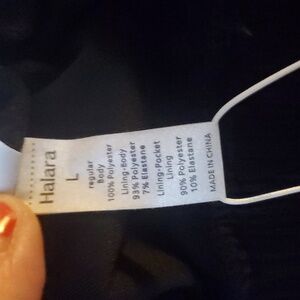 Halara
L
regular
Body
100% Polyester
Lining-Body
93% Polyester
7% Elastane
Lining-Pocket
Lining
90% Polyester
10% Elastane
MADE IN CHINA